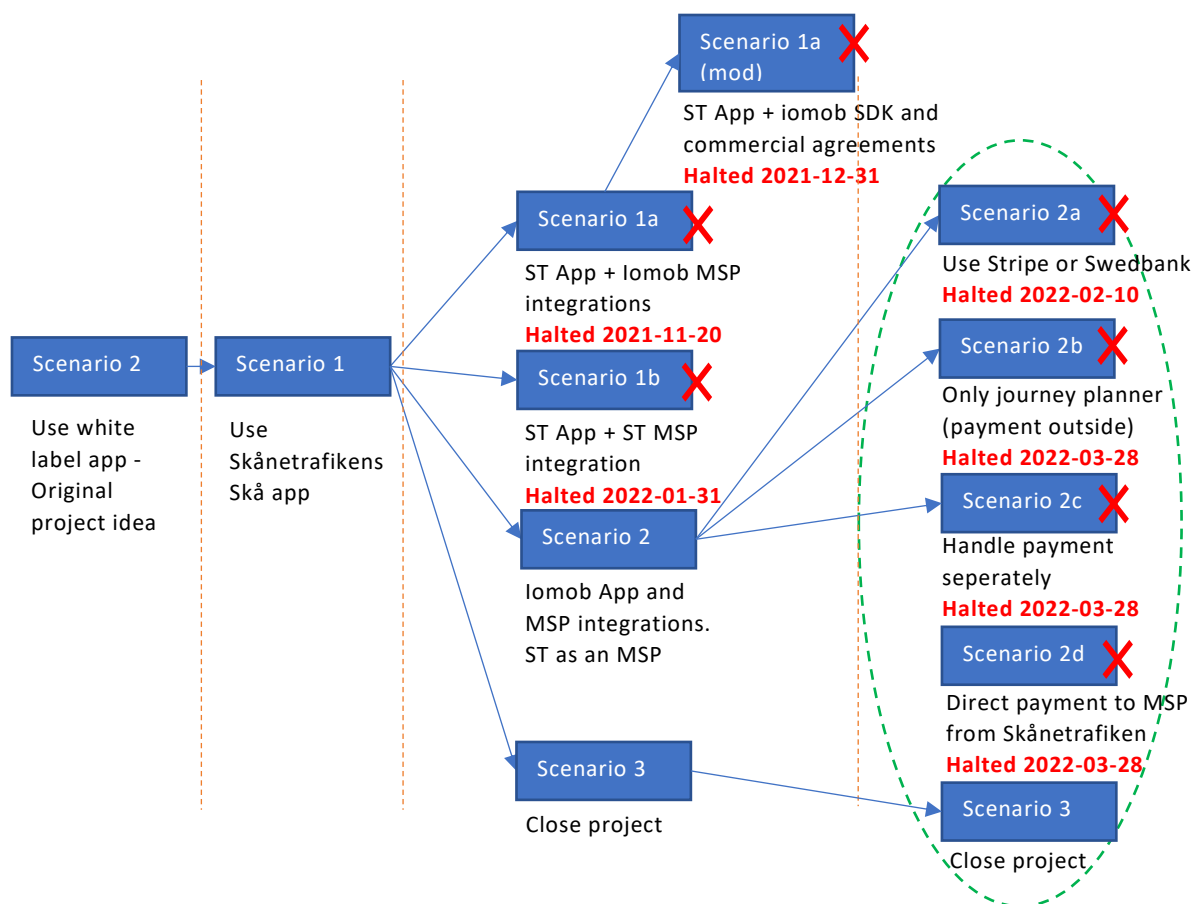 Scenario 2
Use white
label app -
Original
project idea
Scenario 1
Use
Skånetrafikens
Skå app
Scenario 1a
(mod)
ST App + iomob SDK and
commercial agreements
Halted 2021-12-31
Scenario 1a
ST App + Iomob MSP
integrations
Halted 2021-11-20
Scenario 1b
ST App + ST MSP
integration
Halted 2022-01-31
Scenario 2
Iomob App and
MSP integrations.
ST as an MSP
Scenario 3
Close project
Scenario 2a
Use Stripe or Swedbank
Halted 2022-02-10
Scenario 2b
Only journey planner
(payment outside)
Halted 2022-03-28
Scenario 2c
Handle payment
seperately
Halted 2022-03-28
Scenario 2d
Direct payment to MSP
from Skånetrafiken
Halted 2022-03-28
Scenario 3
Close project